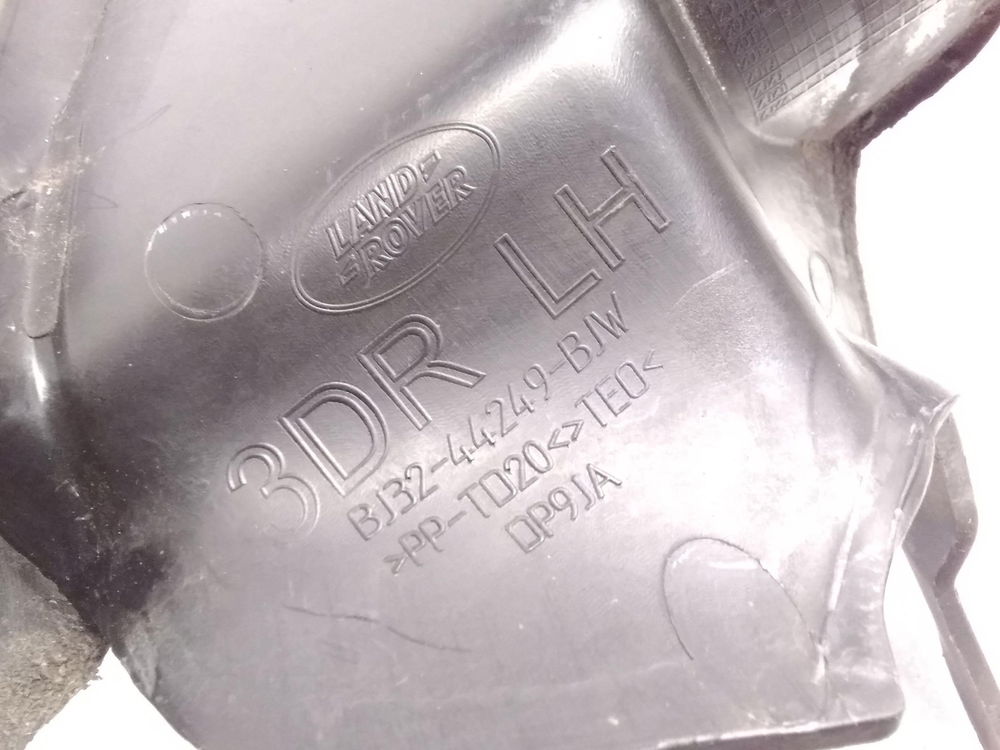 LAND-
-ROVER
3DR LH
BJ32-44249-BJW
>PP-TD20<>TEO<
DP9JA